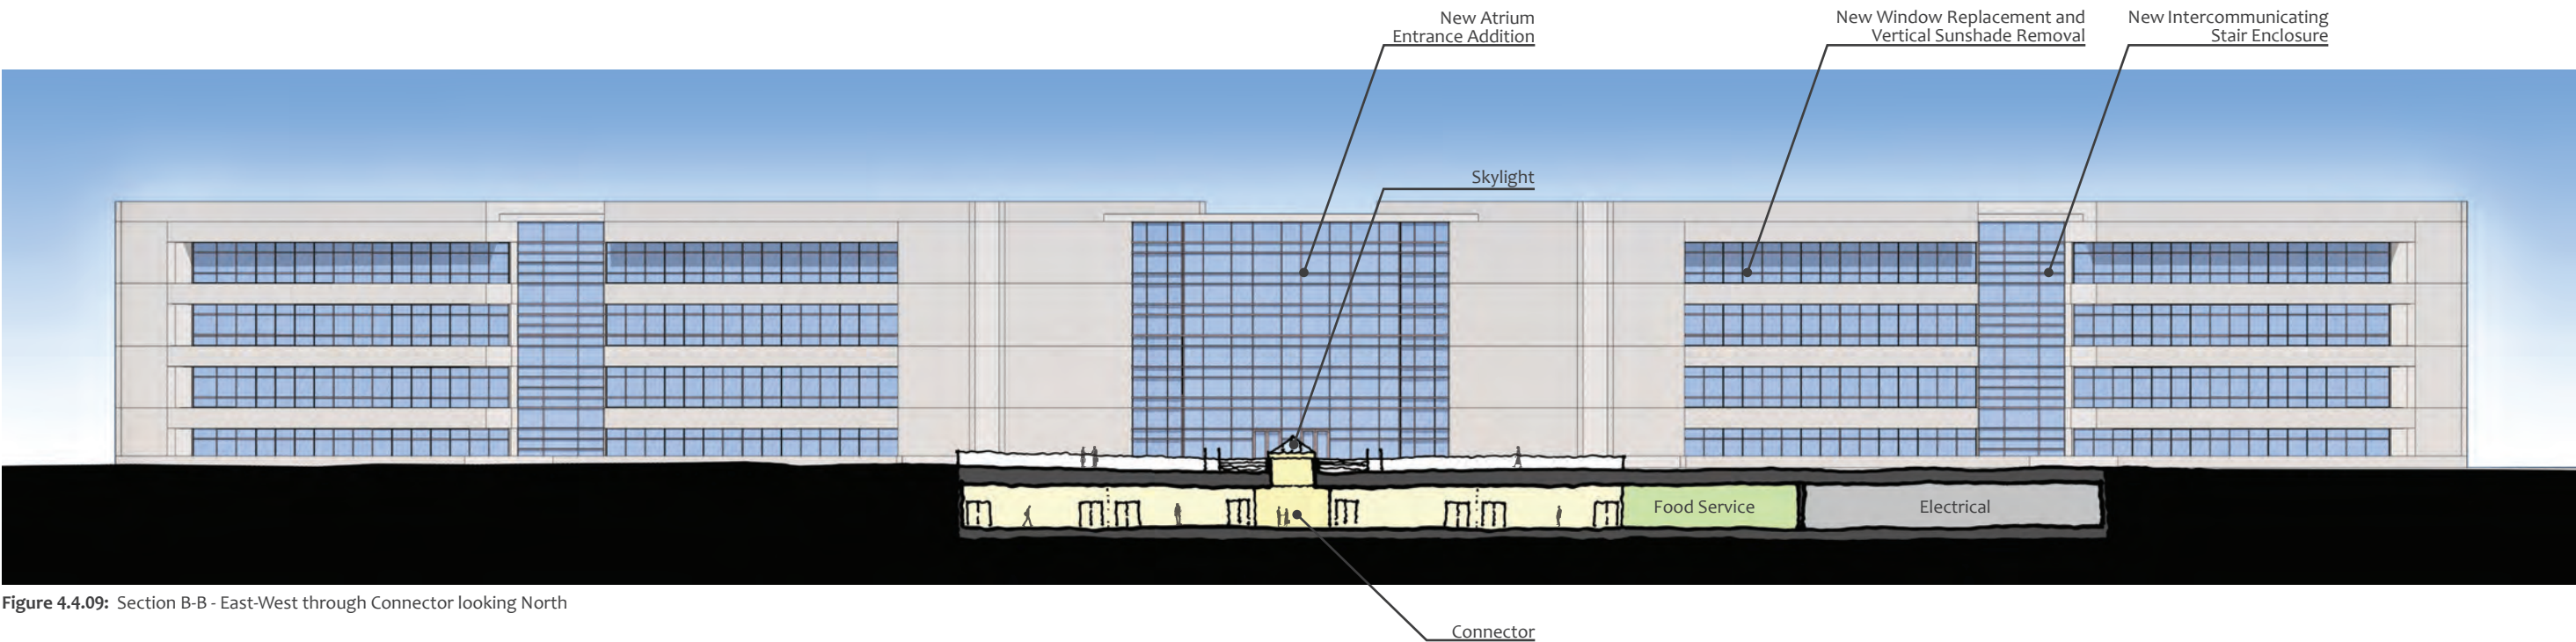 New Atrium
Entrance Addition
New Window Replacement and
Vertical Sunshade Removal
New Intercommunicating
Stair Enclosure
Skylight
Food Service
Electrical
Figure 4.4.09: Section B-B - East-West through Connector looking North
Connector